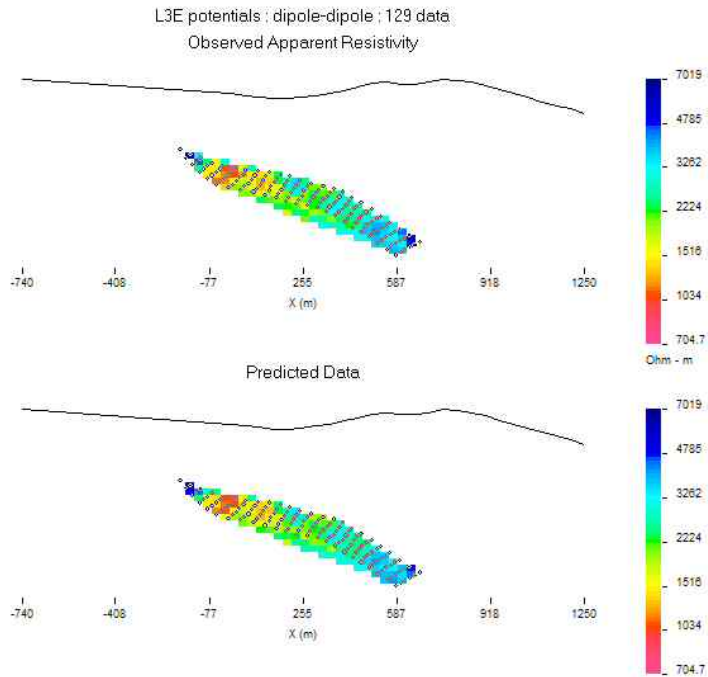 L3E potentials : dipole-dipole : 129 data
Observed Apparent Resistivity
7019
4785
3262
2224
1516
1034
704.7
Ohm - m
-740 -408 -77 255 587 918 1250
X (m)
Predicted Data
7019
4785
3262
2224
1516
1034
704.7
-740 -408 -77 255 587 918 1250
X (m)